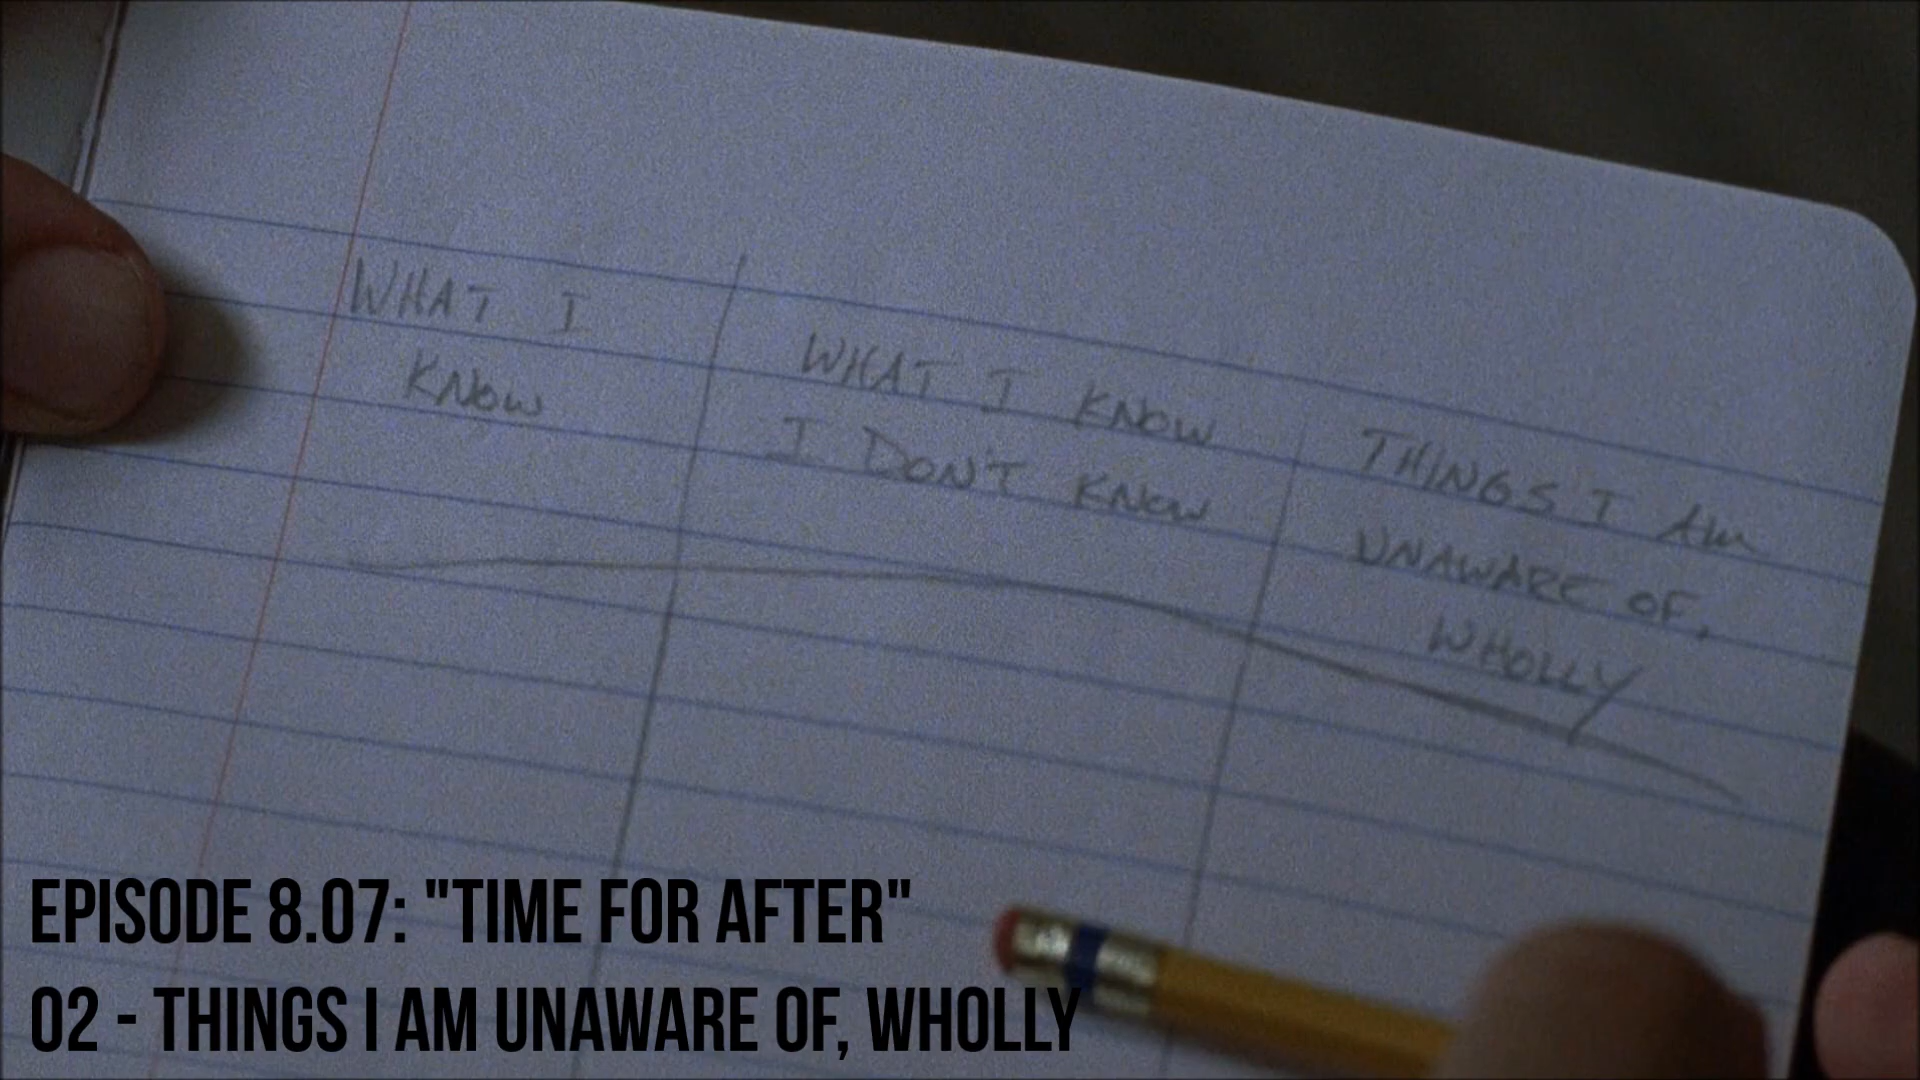 WHAT I
KNOW
WHAT I KNOW
I DON'T KNOW
THINGS I AM
UNAWARE OF,
WHOLLY
EPISODE 8.07: "TIME FOR AFTER"
02 - THINGS I AM UNAWARE OF, WHOLLY